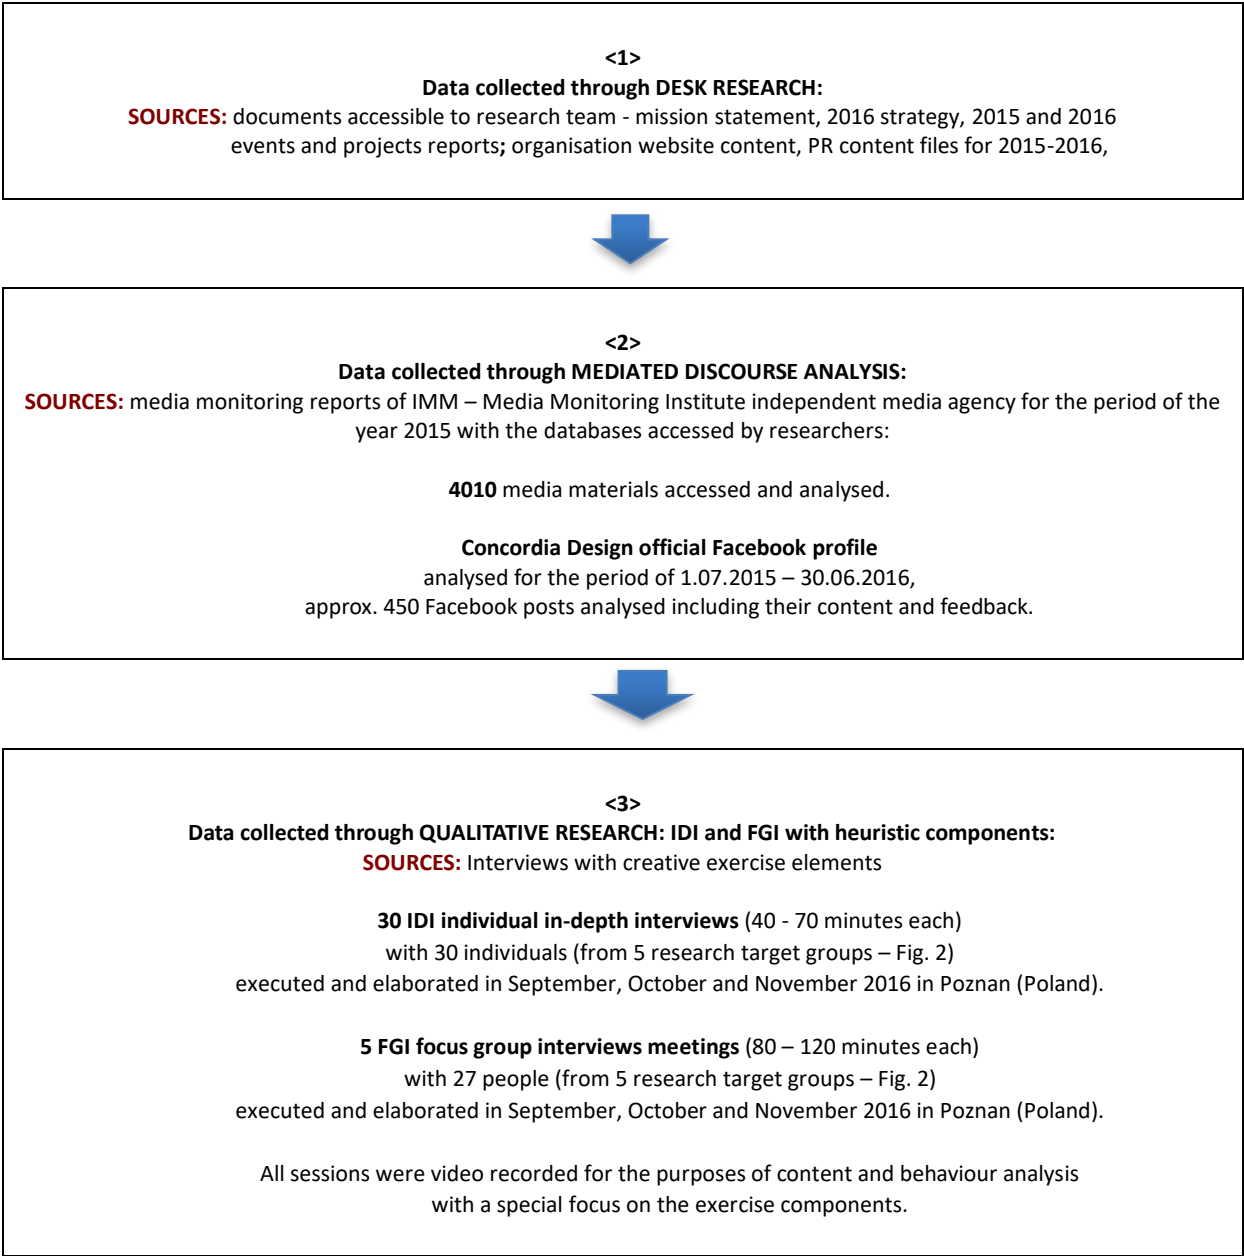 <1>
Data collected through DESK RESEARCH:
SOURCES: documents accessible to research team - mission statement, 2016 strategy, 2015 and 2016
events and projects reports; organisation website content, PR content files for 2015-2016,
<2>
Data collected through MEDIATED DISCOURSE ANALYSIS:
SOURCES: media monitoring reports of IMM – Media Monitoring Institute independent media agency for the period of the
year 2015 with the databases accessed by researchers:
4010 media materials accessed and analysed.
Concordia Design official Facebook profile
analysed for the period of 1.07.2015 – 30.06.2016,
approx. 450 Facebook posts analysed including their content and feedback.
<3>
Data collected through QUALITATIVE RESEARCH: IDI and FGI with heuristic components:
SOURCES: Interviews with creative exercise elements
30 IDI individual in-depth interviews (40 - 70 minutes each)
with 30 individuals (from 5 research target groups – Fig. 2)
executed and elaborated in September, October and November 2016 in Poznan (Poland).
5 FGI focus group interviews meetings (80 – 120 minutes each)
with 27 people (from 5 research target groups – Fig. 2)
executed and elaborated in September, October and November 2016 in Poznan (Poland).
All sessions were video recorded for the purposes of content and behaviour analysis
with a special focus on the exercise components.